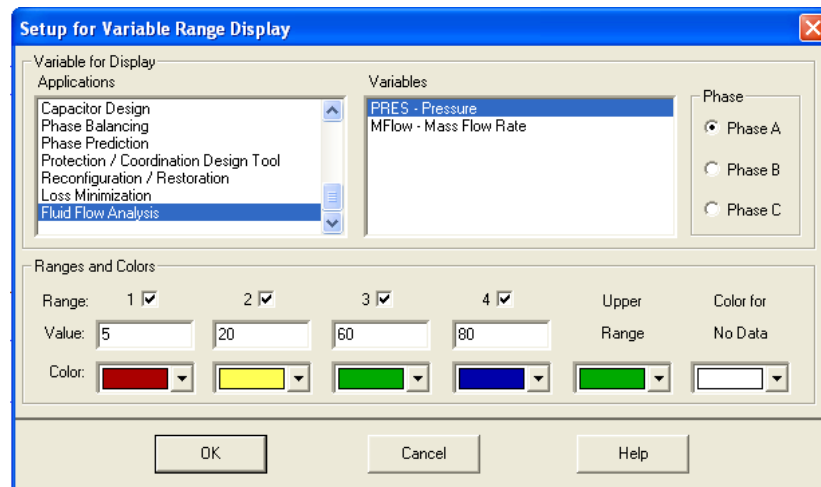 Setup for Variable Range Display
Variable for Display
Applications
Variables
Capacitor Design
Phase Balancing
Phase Prediction
Protection / Coordination Design Tool
Reconfiguration / Restoration
Loss Minimization
Fluid Flow Analysis
PRES - Pressure
MFlow - Mass Flow Rate
Phase
Phase A
Phase B
Phase C
Ranges and Colors
Range: 1 2 3 4 Upper Color for
Value: 5 20 60 80 Range No Data
Color:
OK Cancel Help